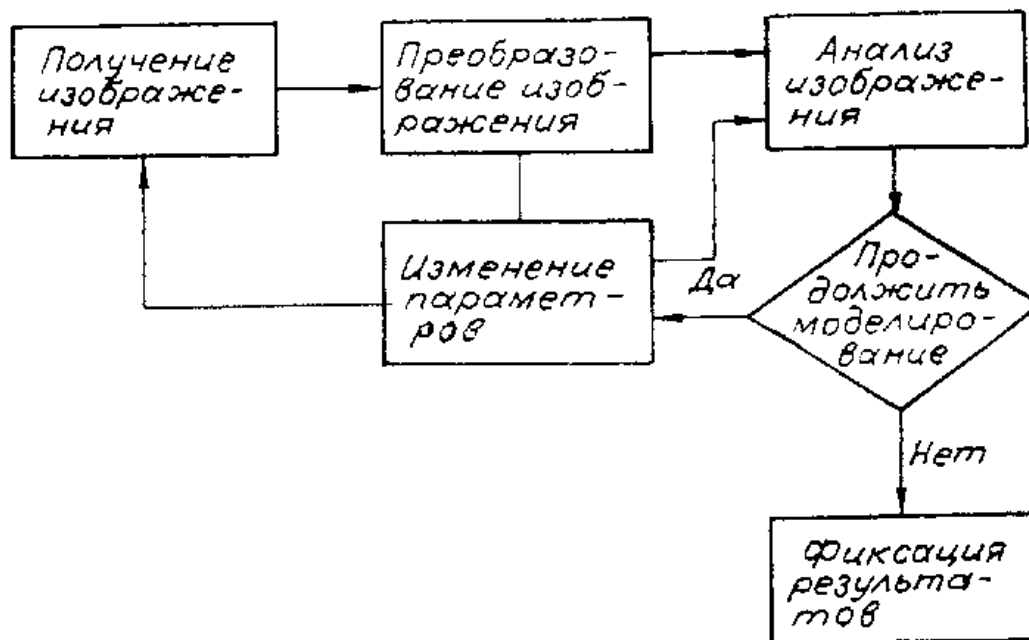 Получение
изображе-
ния
Преобразо-
вание изоб-
ражения
Анализ
изображе-
ния
Изменение
парамет-
ров
Да
Про-
должить
моделиро-
вание
Нет
Фиксация
результа-
тов